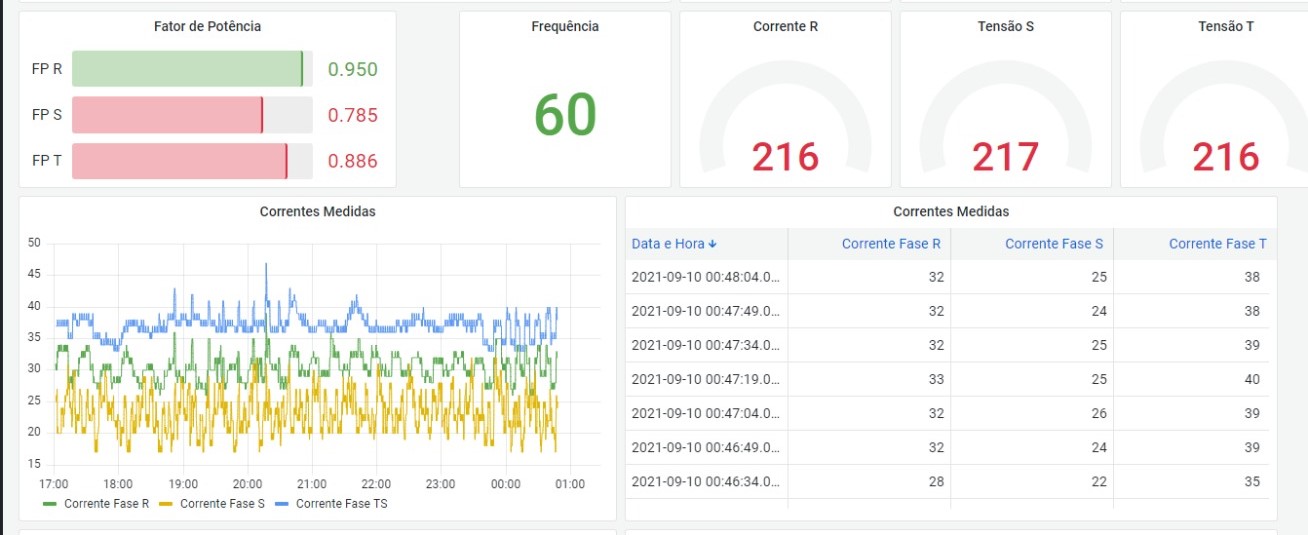 Fator de Potência
FP R 0.950
FP S 0.785
FP T 0.886
Frequência
60
Corrente R
216
Tensão S
217
Tensão T
216
Correntes Medidas
50
45
40
35
30
25
20
15
17:00 18:00 19:00 20:00 21:00 22:00 23:00 00:00 01:00
Corrente Fase R Corrente Fase S Corrente Fase TS
Correntes Medidas
Data e Hora Corrente Fase R Corrente Fase S Corrente Fase T
2021-09-10 00:48:04.0... 32 25 38
2021-09-10 00:47:49.0... 32 24 38
2021-09-10 00:47:34.0... 32 25 39
2021-09-10 00:47:19.0... 33 25 40
2021-09-10 00:47:04.0... 32 26 39
2021-09-10 00:46:49.0... 32 24 39
2021-09-10 00:46:34.0... 28 22 35